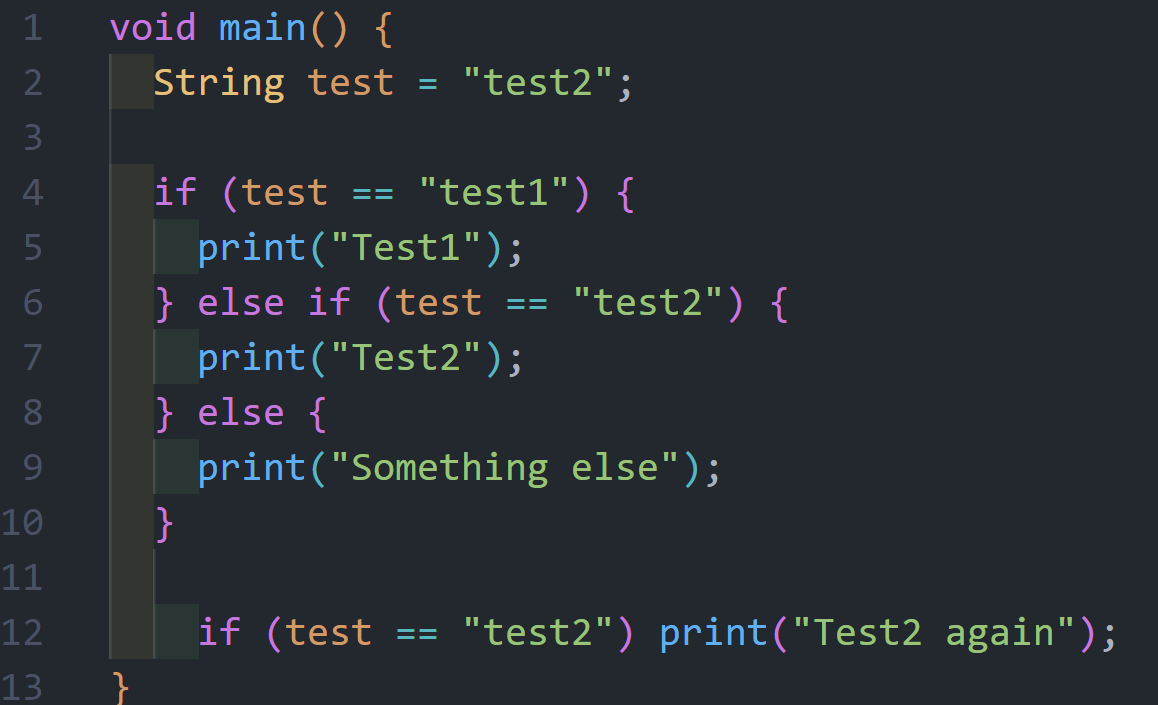 1 void main() {
2   String test = "test2";
3
4   if (test == "test1") {
5     print("Test1");
6   } else if (test == "test2") {
7     print("Test2");
8   } else {
9     print("Something else");
10   }
11
12     if (test == "test2") print("Test2 again");
13 }